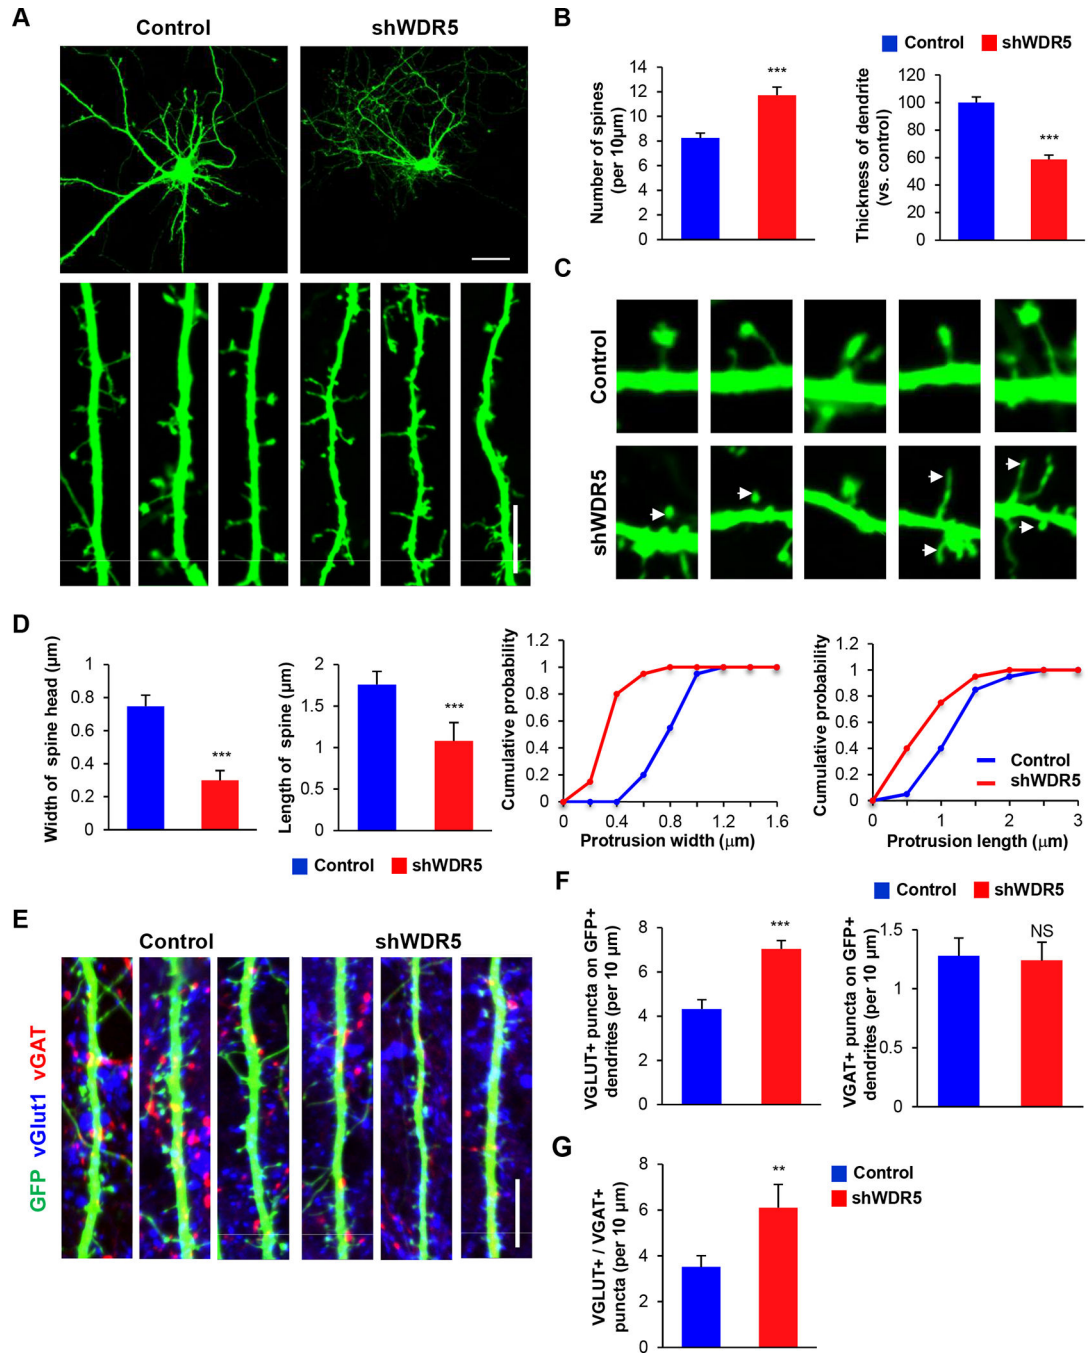 A
Control
shWDR5
B
Control
shWDR5
Number of spines
(per 10µm)
14
12
10
8
6
4
2
0
***
Thickness of dendrite
(vs. control)
120
100
80
60
40
20
0
***
C
Control
shWDR5
D
Width of spine head (µm)
1
0.8
0.6
0.4
0.2
0
***
Length of spine (µm)
2
1.5
1
0.5
0
***
Control
shWDR5
Cumulative probability
1.2
1
0.8
0.6
0.4
0.2
0
0
0.4
0.8
1.2
1.6
Protrusion width (µm)
Cumulative probability
1.2
1
0.8
0.6
0.4
0.2
0
0
1
2
3
Protrusion length (µm)
Control
shWDR5
E
Control
shWDR5
GFP vGlut1 vGAT
F
Control
shWDR5
VGLUT+ puncta on GFP+
dendrites (per 10 µm)
8
6
4
2
0
***
VGAT+ puncta on GFP+
dendrites (per 10 µm)
1.5
1
0.5
0
NS
G
VGLUT+ / VGAT+
puncta (per 10 µm)
8
6
4
2
0
**
Control
shWDR5